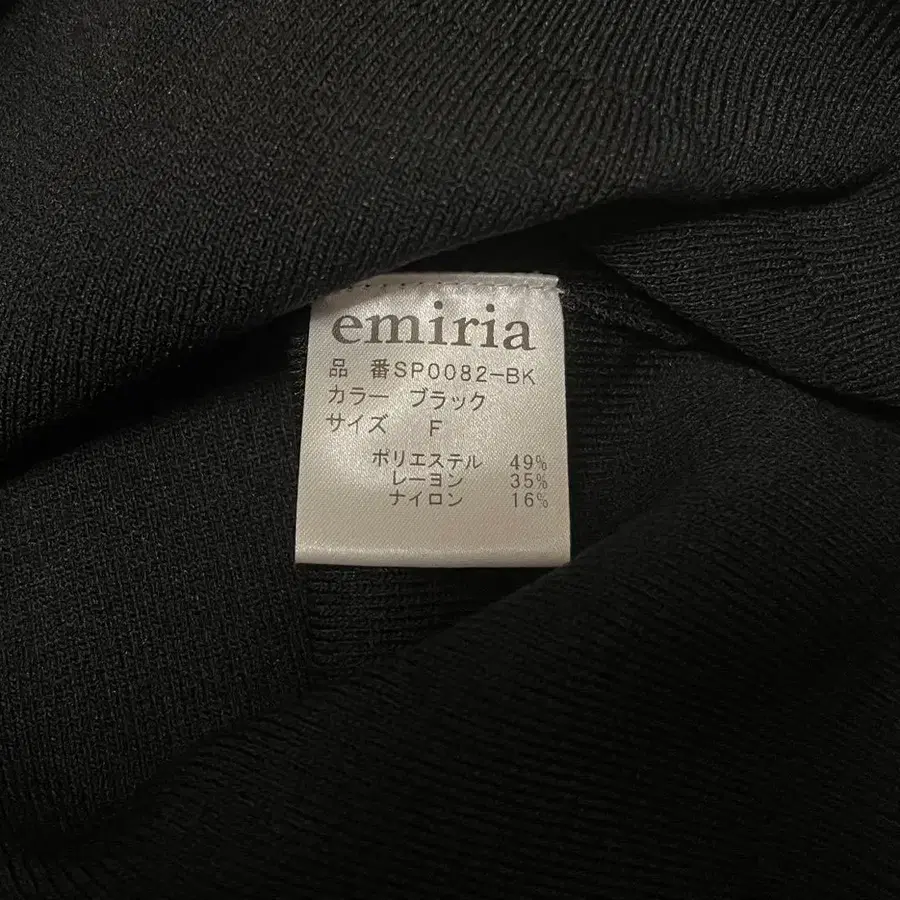 emiria
品 番SP0082-BK
カラー ブラック
サイズ F
ポリエステル 49%
レーヨン 35%
ナイロン 16%